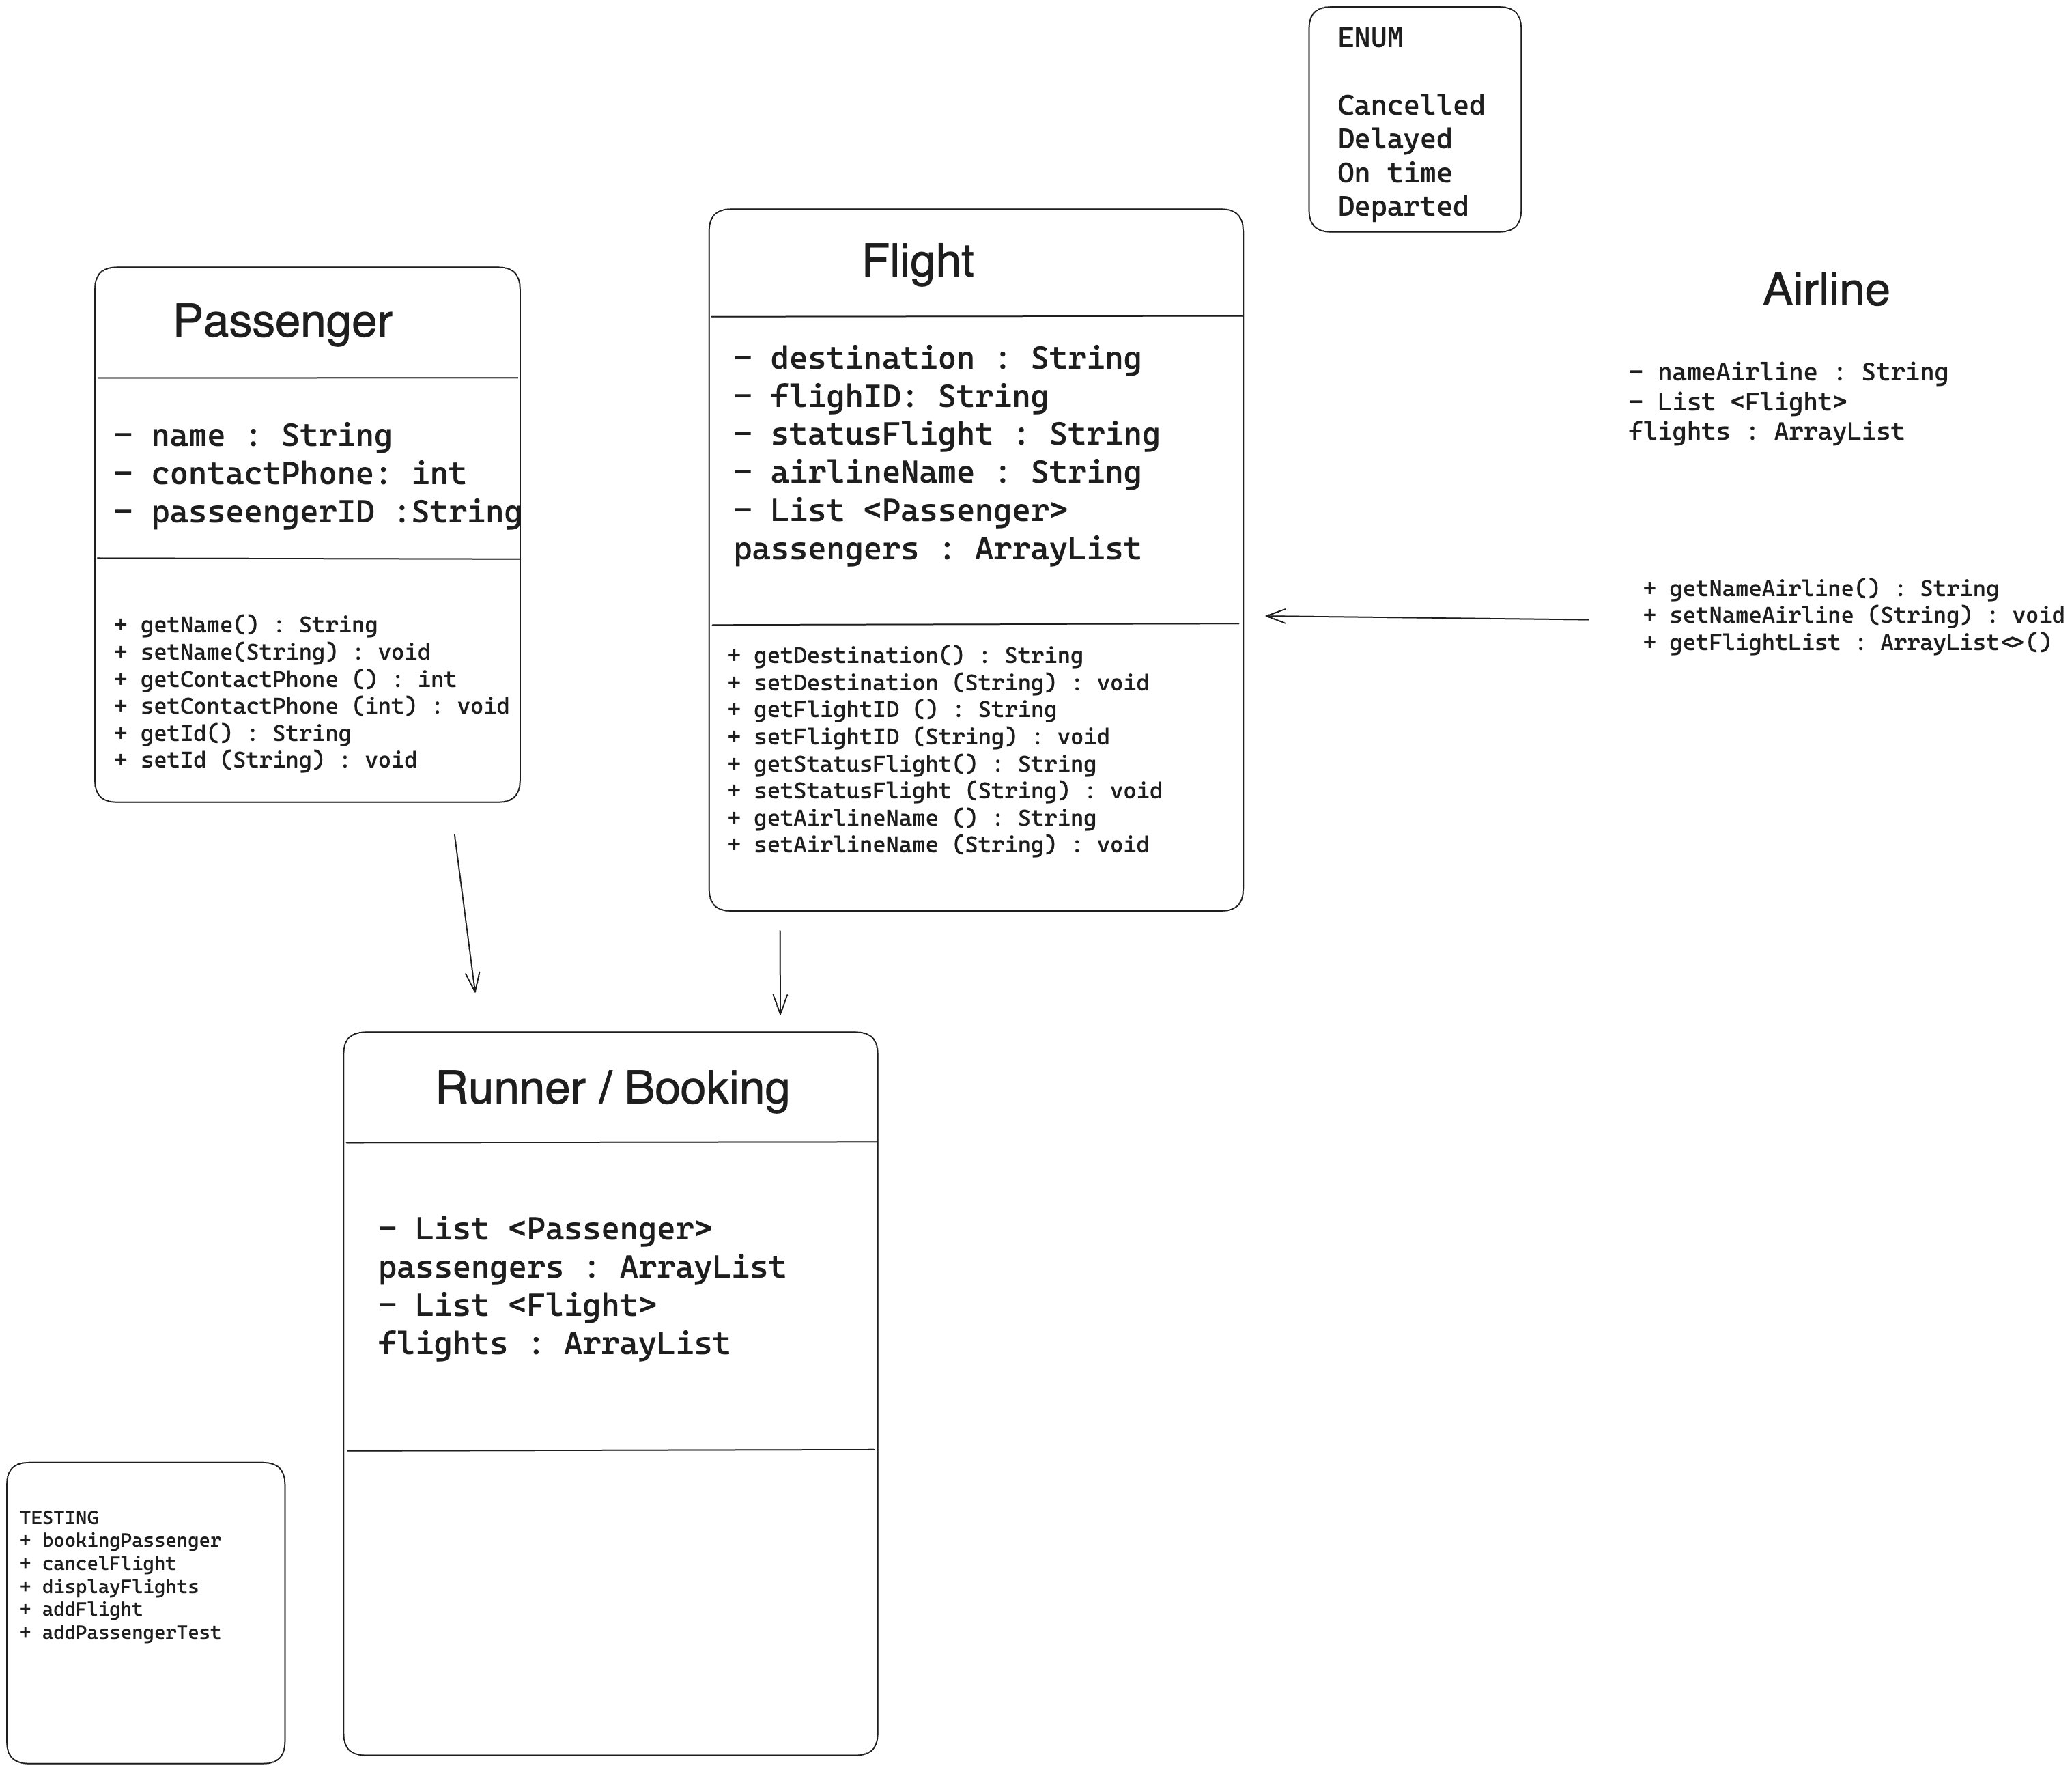 ENUM
Cancelled
Delayed
On time
Departed
Passenger
- name : String
- contactPhone: int
- passeengerID :String
+ getName() : String
+ setName(String) : void
+ getContactPhone () : int
+ setContactPhone (int) : void
+ getId() : String
+ setId (String) : void
Flight
- destination : String
- flighID: String
- statusFlight : String
- airlineName : String
- List <Passenger>
passengers : ArrayList
+ getDestination() : String
+ setDestination (String) : void
+ getFlightID () : String
+ setFlightID (String) : void
+ getStatusFlight() : String
+ setStatusFlight (String) : void
+ getAirlineName () : String
+ setAirlineName (String) : void
Airline
- nameAirline : String
- List <Flight>
flights : ArrayList
+ getNameAirline() : String
+ setNameAirline (String) : void
+ getFlightList : ArrayList<>()
Runner / Booking
- List <Passenger>
passengers : ArrayList
- List <Flight>
flights : ArrayList
TESTING
+ bookingPassenger
+ cancelFlight
+ displayFlights
+ addFlight
+ addPassengerTest